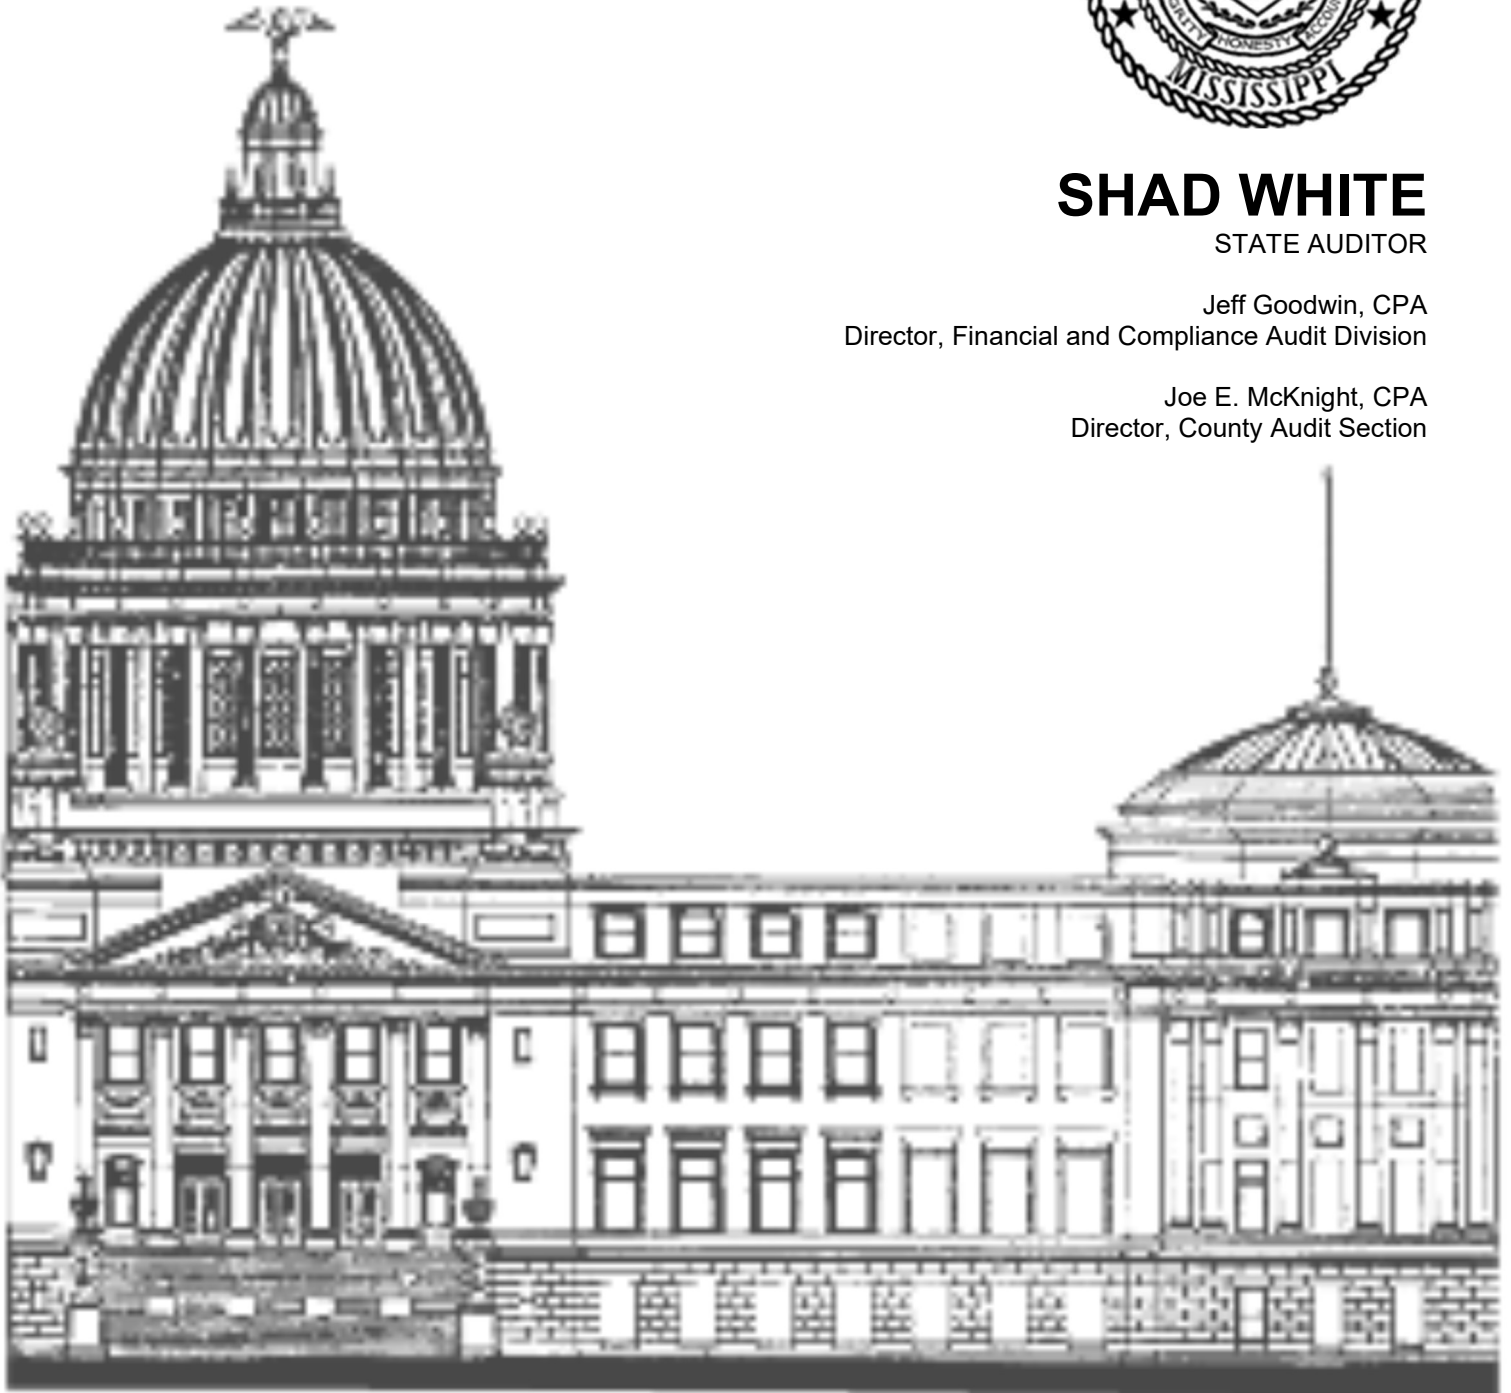 HONESTY
MISSISSIPPI
SHAD WHITE
STATE AUDITOR
Jeff Goodwin, CPA
Director, Financial and Compliance Audit Division
Joe E. McKnight, CPA
Director, County Audit Section